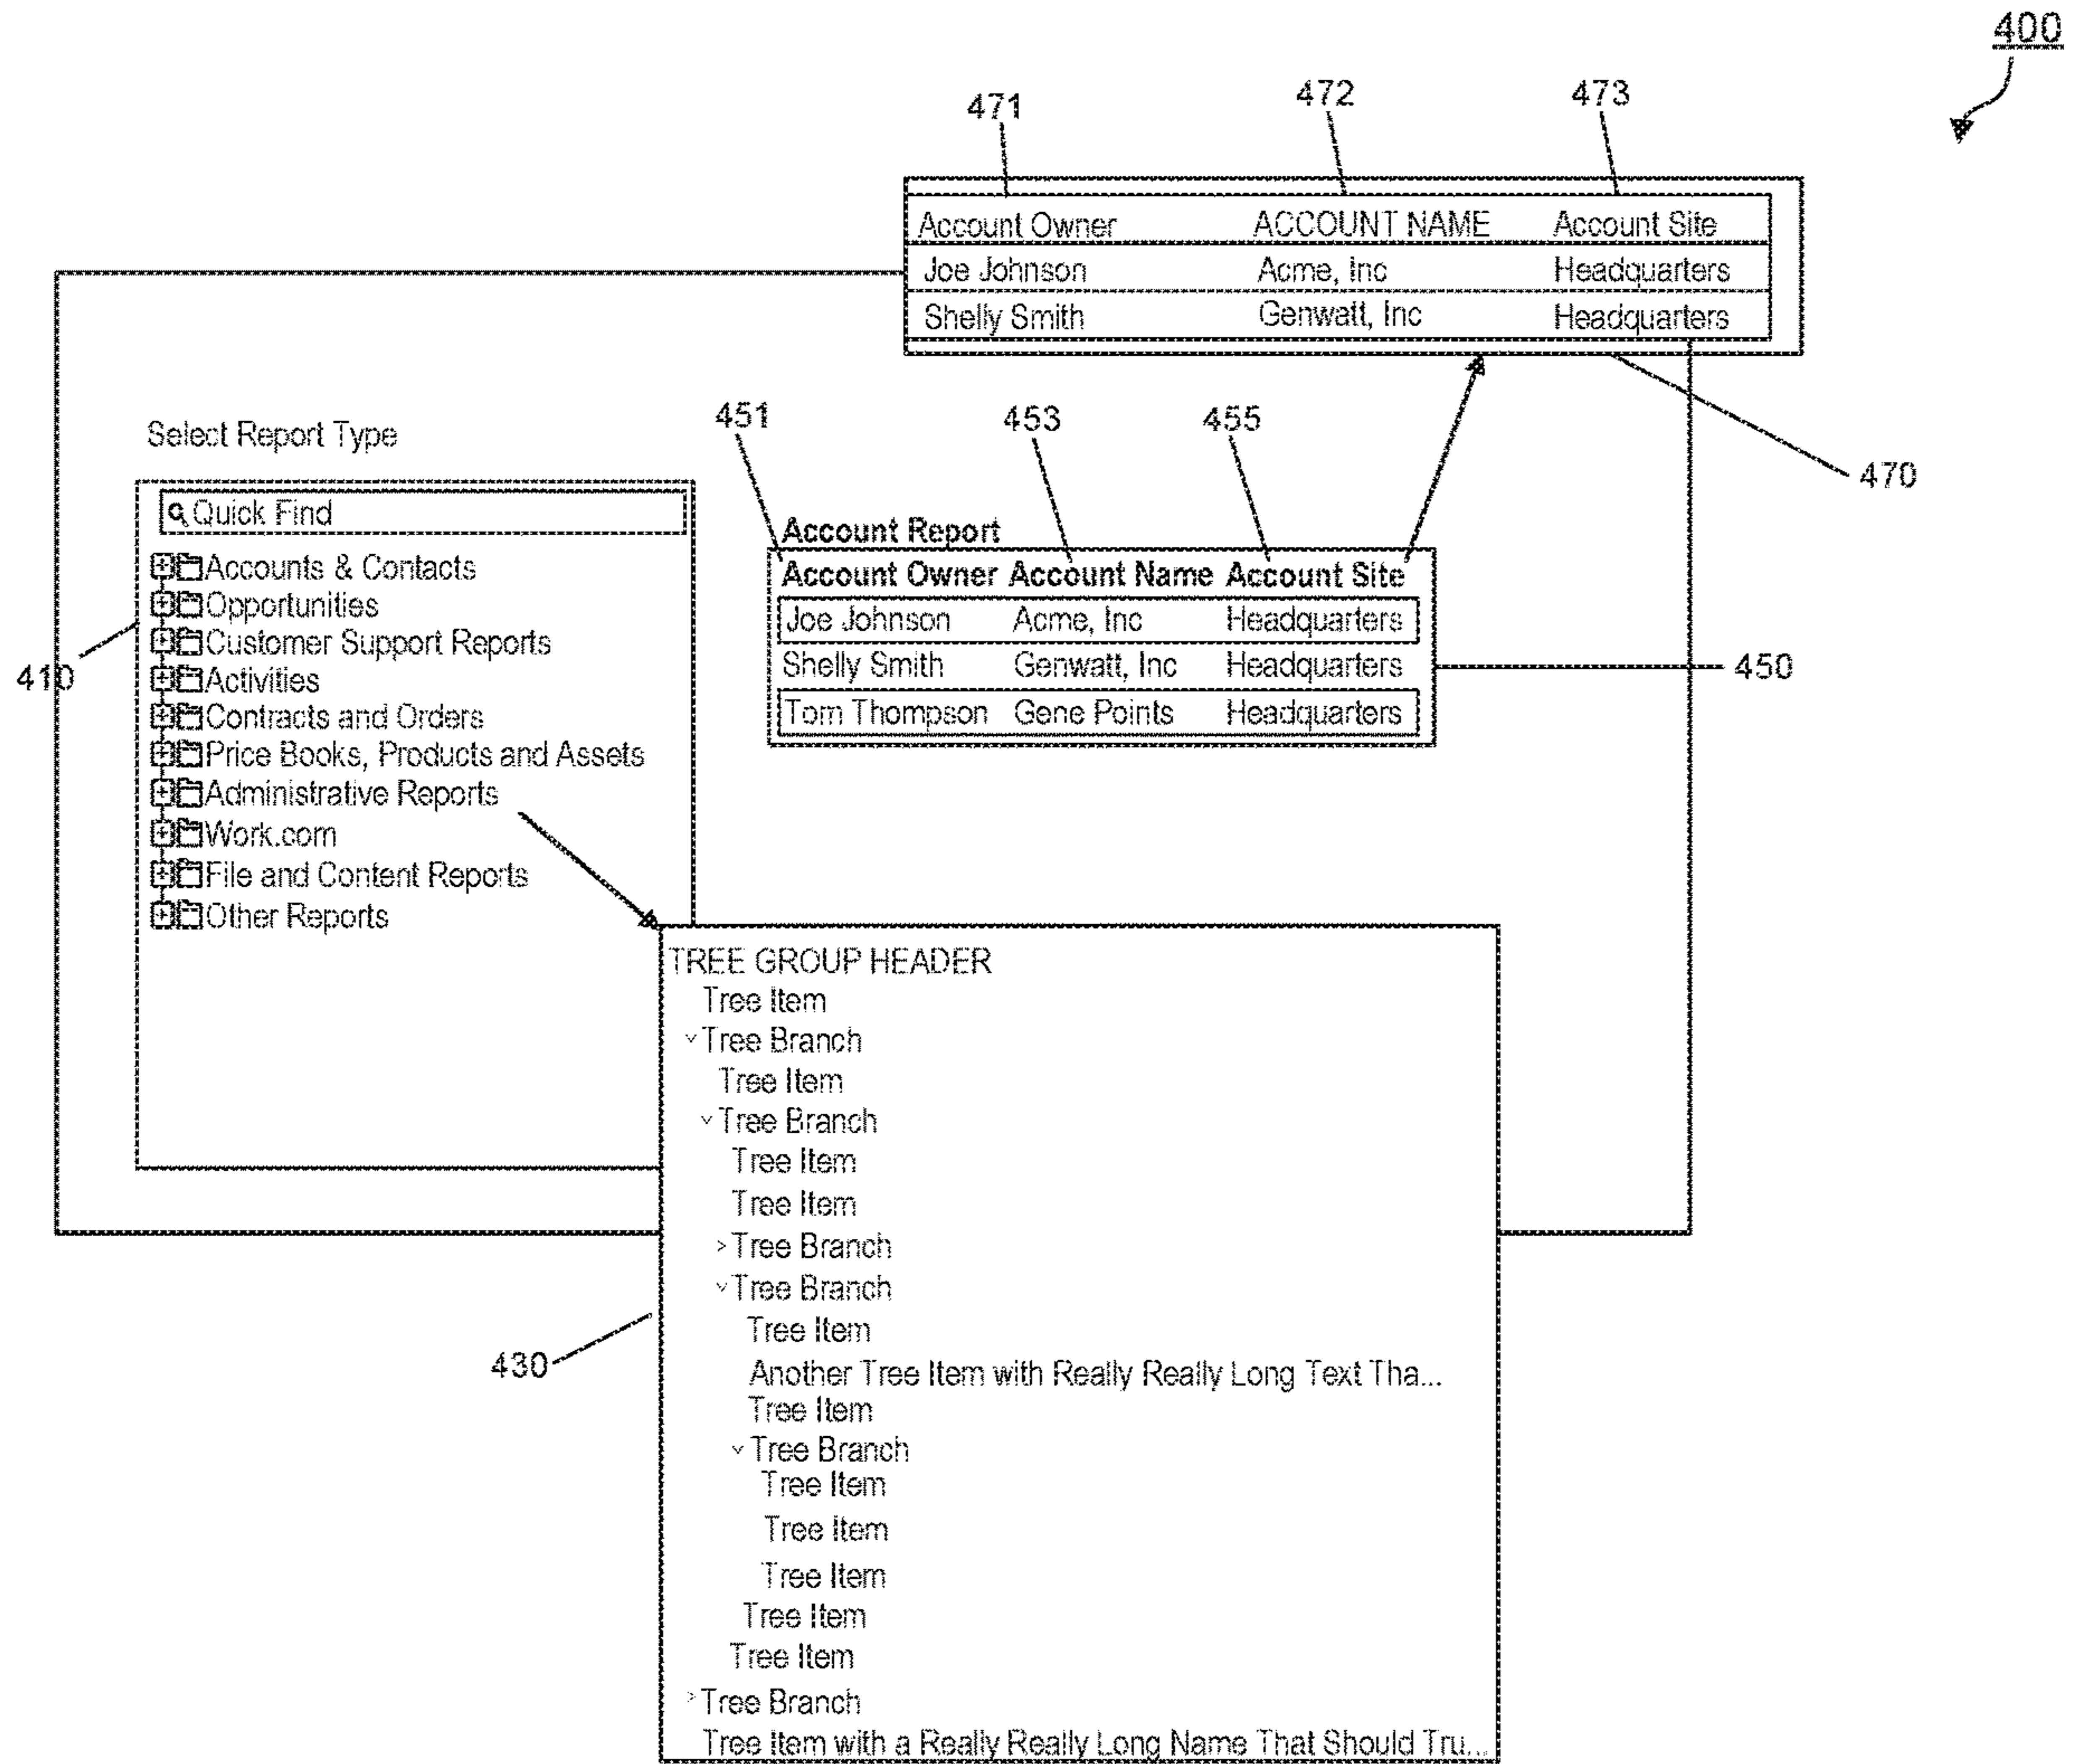 400
471 472 473
Account Owner ACCOUNT NAME Account Site
Joe Johnson Acme, Inc Headquarters
Shelly Smith Genwatt, Inc Headquarters
470
Select Report Type
Quick Find
Accounts & Contacts
Opportunities
Customer Support Reports
Activities
Contracts and Orders
Price Books, Products and Assets
Administrative Reports
Work.com
File and Content Reports
Other Reports
410
451 453 455
Account Report
Account Owner Account Name Account Site
Joe Johnson Acme, Inc Headquarters
Shelly Smith Genwatt, Inc Headquarters
Tom Thompson Gene Points Headquarters
450
TREE GROUP HEADER
Tree Item
Tree Branch
Tree Item
Tree Branch
Tree Item
Tree Item
Tree Branch
Tree Branch
Tree Item
Another Tree Item with Really Really Long Text Tha...
Tree Item
Tree Branch
Tree Item
Tree Item
Tree Item
Tree Item
Tree Item
Tree Branch
Tree Item with a Really Really Long Name That Should Tru...
430